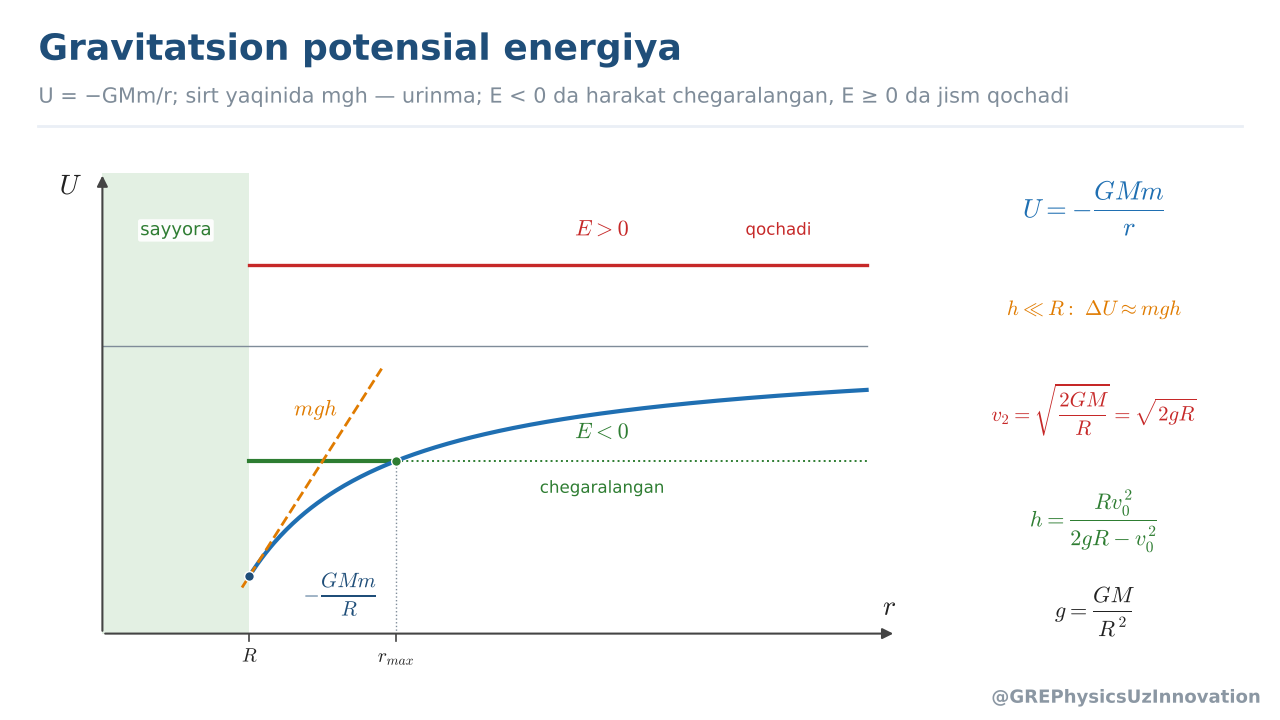 Gravitatsion potensial energiya
U = −GMm/r; sirt yaqinida mgh — urinma; E < 0 da harakat chegaralangan, E ≥ 0 da jism qochadi
U
sayyora
E > 0
qochadi
mgh
E < 0
chegaralangan
−GMm/R
r
R
r_max
U = −GMm/r
h ≪ R : ΔU ≈ mgh
v₂ = √(2GM/R) = √(2gR)
h = Rv₀²/(2gR − v₀²)
g = GM/R²
@GREPhysicsUzInnovation